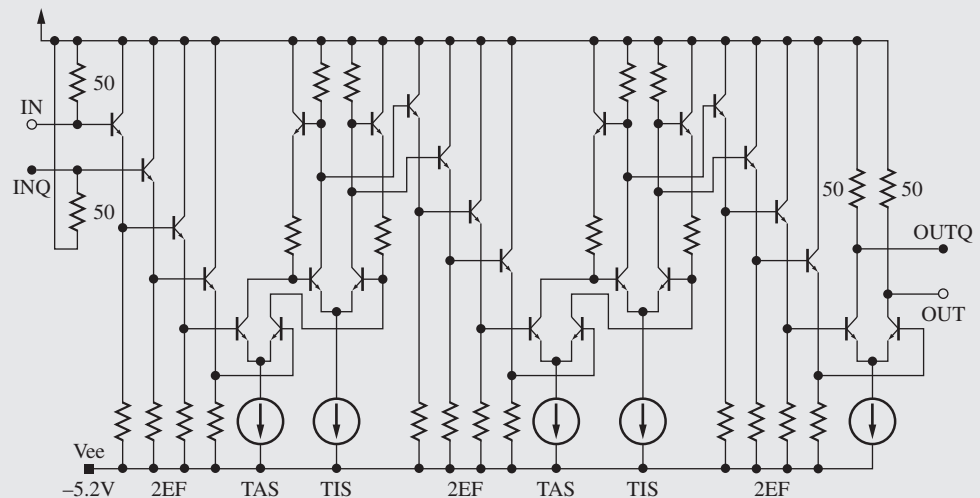 50
IN
INQ
50
50
50
OUTQ
OUT
Vee
–5.2V
2EF
TAS
TIS
2EF
TAS
TIS
2EF